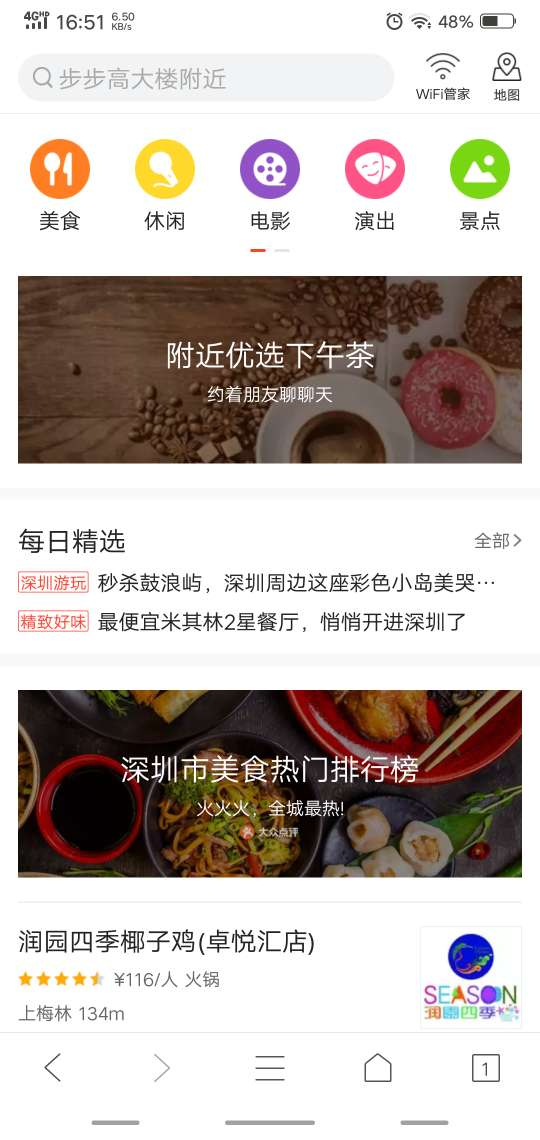 4GHD 16:51 6.50 KB/s 48%
步步高大楼附近
WiFi管家 地图
美食 休闲 电影 演出 景点
附近优选下午茶
约着朋友聊聊天
每日精选 全部
深圳游玩 秒杀鼓浪屿，深圳周边这座彩色小岛美哭…
精致好味 最便宜米其林2星餐厅，悄悄开进深圳了
深圳市美食热门排行榜
火火火，全城最热!
大众点评
润园四季椰子鸡(卓悦汇店)
¥116/人 火锅
上梅林 134m
SEASON
润園四季
1